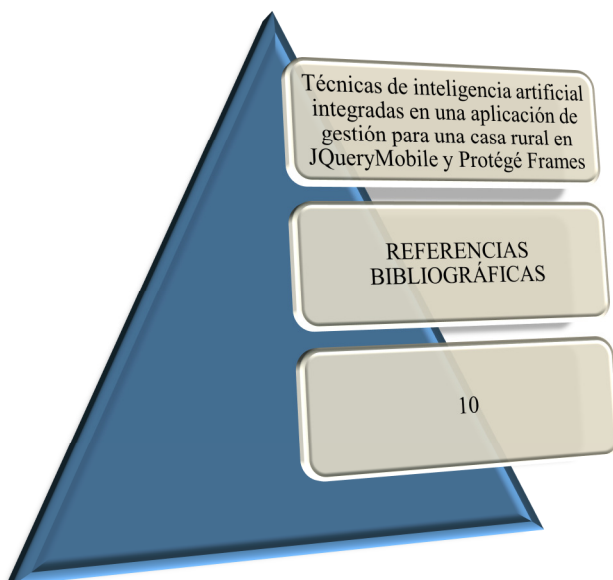 Técnicas de inteligencia artificial
integradas en una aplicación de
gestión para una casa rural en
JQueryMobile y Protégé Frames
REFERENCIAS
BIBLIOGRÁFICAS
10